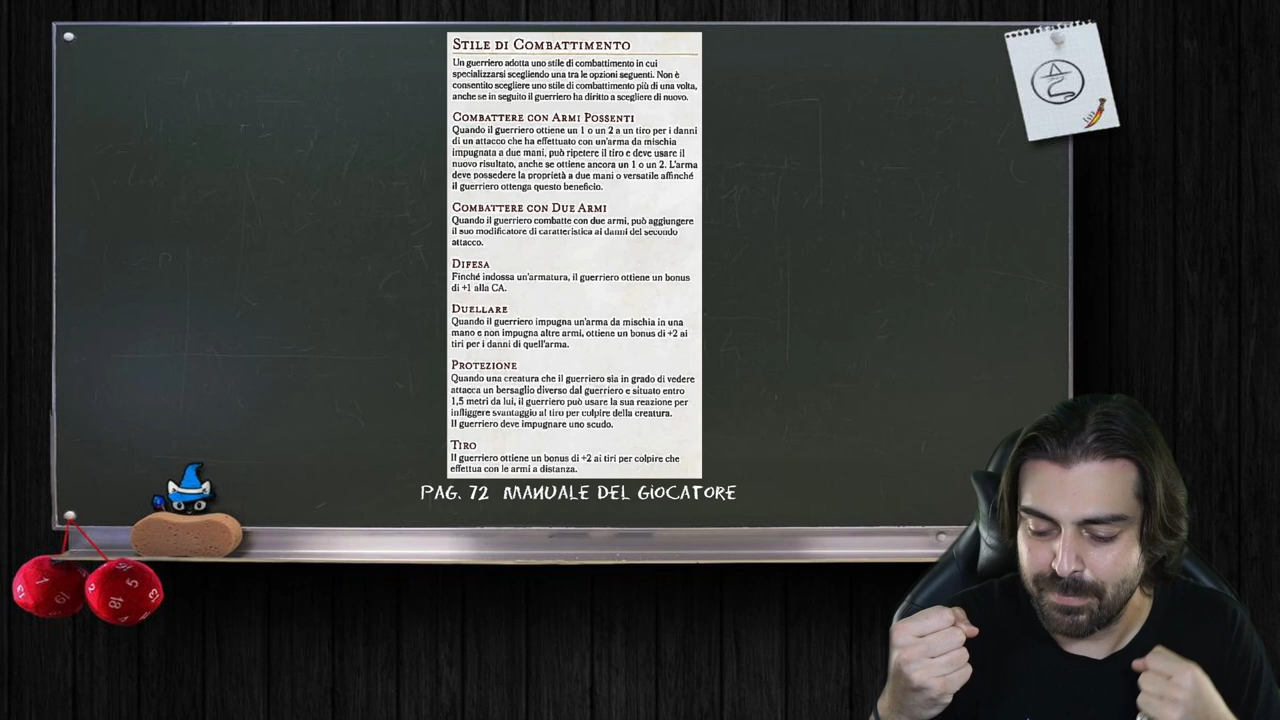 STILE DI COMBATTIMENTO
Un guerriero adotta uno stile di combattimento in cui
specializzarsi scegliendo una tra le opzioni seguenti. Non è
consentito scegliere uno stile di combattimento più di una volta,
anche se in seguito il guerriero ha diritto a scegliere di nuovo.
COMBATTERE CON ARMI POSSENTI
Quando il guerriero ottiene un 1 o un 2 a un tiro per i danni
di un attacco che ha effettuato con un'arma da mischia
impugnata a due mani, può ripetere il tiro e deve usare il
nuovo risultato, anche se ottiene ancora un 1 o un 2. L'arma
deve possedere la proprietà a due mani o versatile affinché
il guerriero ottenga questo beneficio.
COMBATTERE CON DUE ARMI
Quando il guerriero combatte con due armi, può aggiungere
il suo modificatore di caratteristica ai danni del secondo
attacco.
DIFESA
Finché indossa un'armatura, il guerriero ottiene un bonus
di +1 alla CA.
DUELLARE
Quando il guerriero impugna un'arma da mischia in una
mano e non impugna altre armi, ottiene un bonus di +2 ai
tiri per i danni di quell'arma.
PROTEZIONE
Quando una creatura che il guerriero sia in grado di vedere
attacca un bersaglio diverso dal guerriero e situato entro
1,5 metri da lui, il guerriero può usare la sua reazione per
infliggere svantaggio al tiro per colpire della creatura.
Il guerriero deve impugnare uno scudo.
TIRO
Il guerriero ottiene un bonus di +2 ai tiri per colpire che
effettua con le armi a distanza.
PAG. 72 MANUALE DEL GIOCATORE
1
19
13
16
5
18